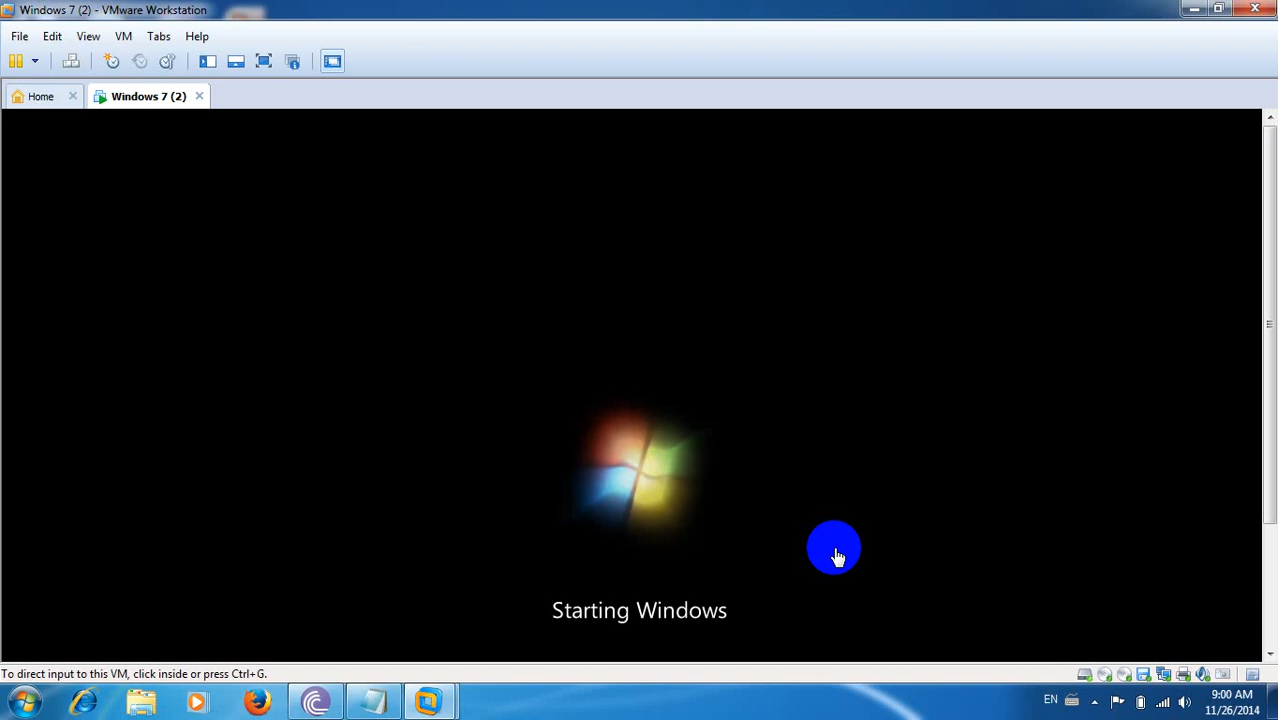 Windows 7 (2) - VMware Workstation
File Edit View VM Tabs Help
Home Windows 7 (2)
Starting Windows
To direct input to this VM, click inside or press Ctrl+G.
EN 9:00 AM
11/26/2014